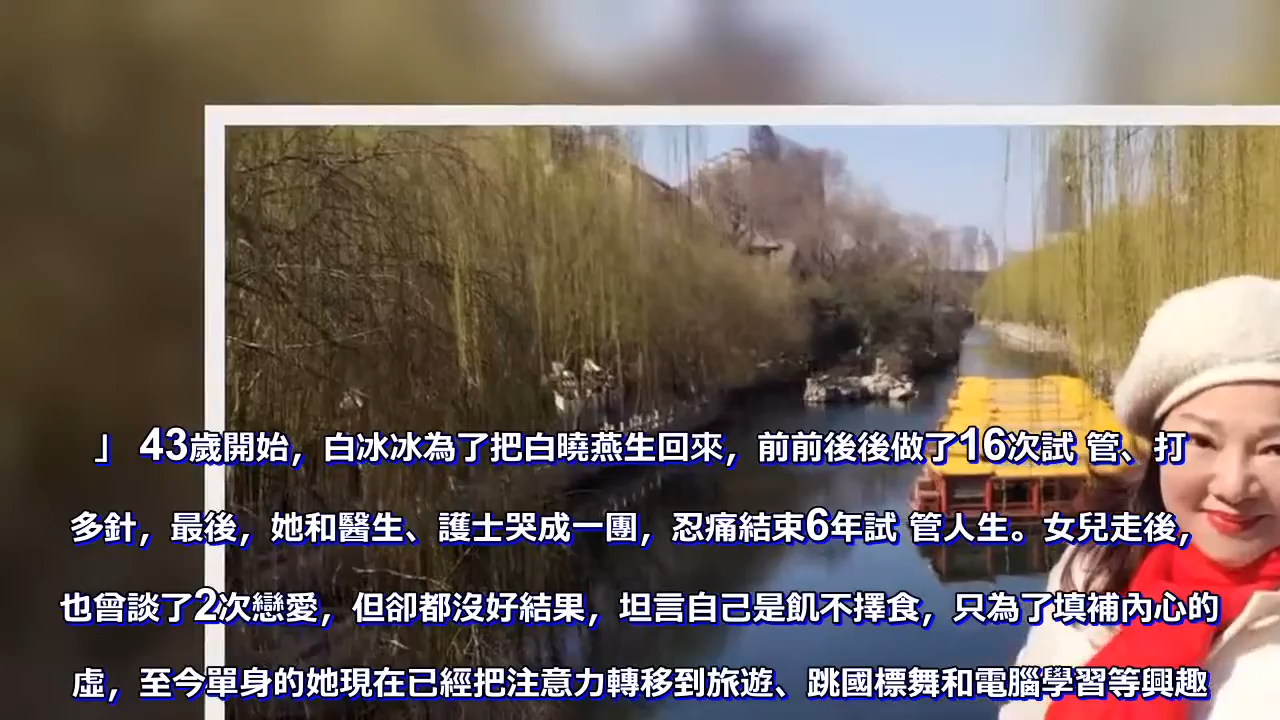 」 43歲開始，白冰冰為了把白曉燕生回來，前前後後做了16次試 管、打
多針，最後，她和醫生、護士哭成一團，忍痛結束6年試 管人生。女兒走後，
也曾談了2次戀愛，但卻都沒好結果，坦言自己是飢不擇食，只為了填補內心的
虛，至今單身的她現在已經把注意力轉移到旅遊、跳國標舞和電腦學習等興趣